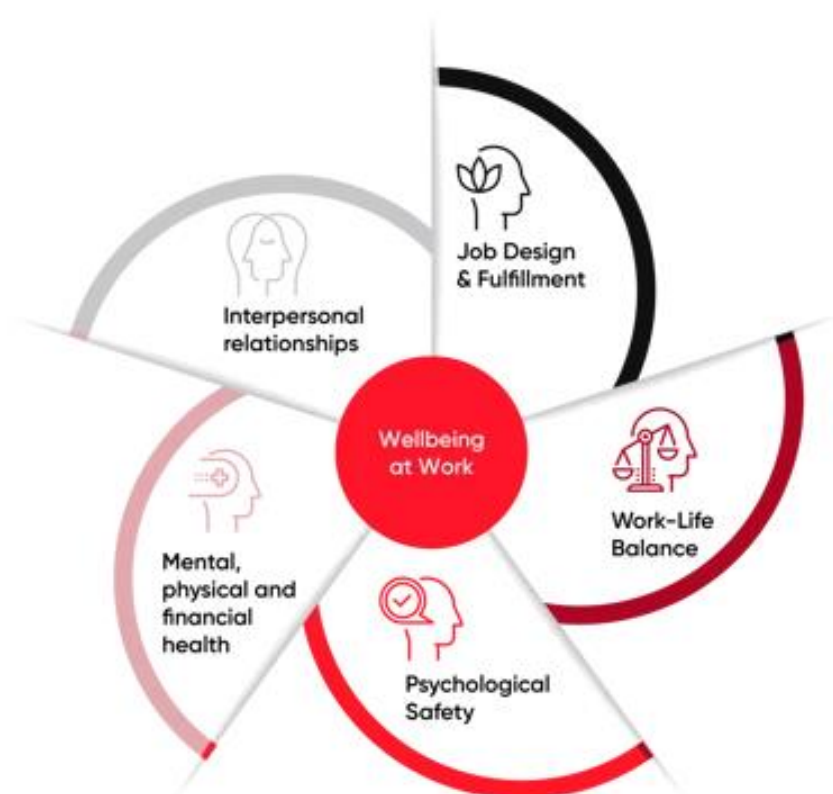 Job Design
& Fulfillment
Interpersonal
relationships
Wellbeing
at Work
Work-Life
Balance
Mental,
physical and
financial
health
Psychological
Safety